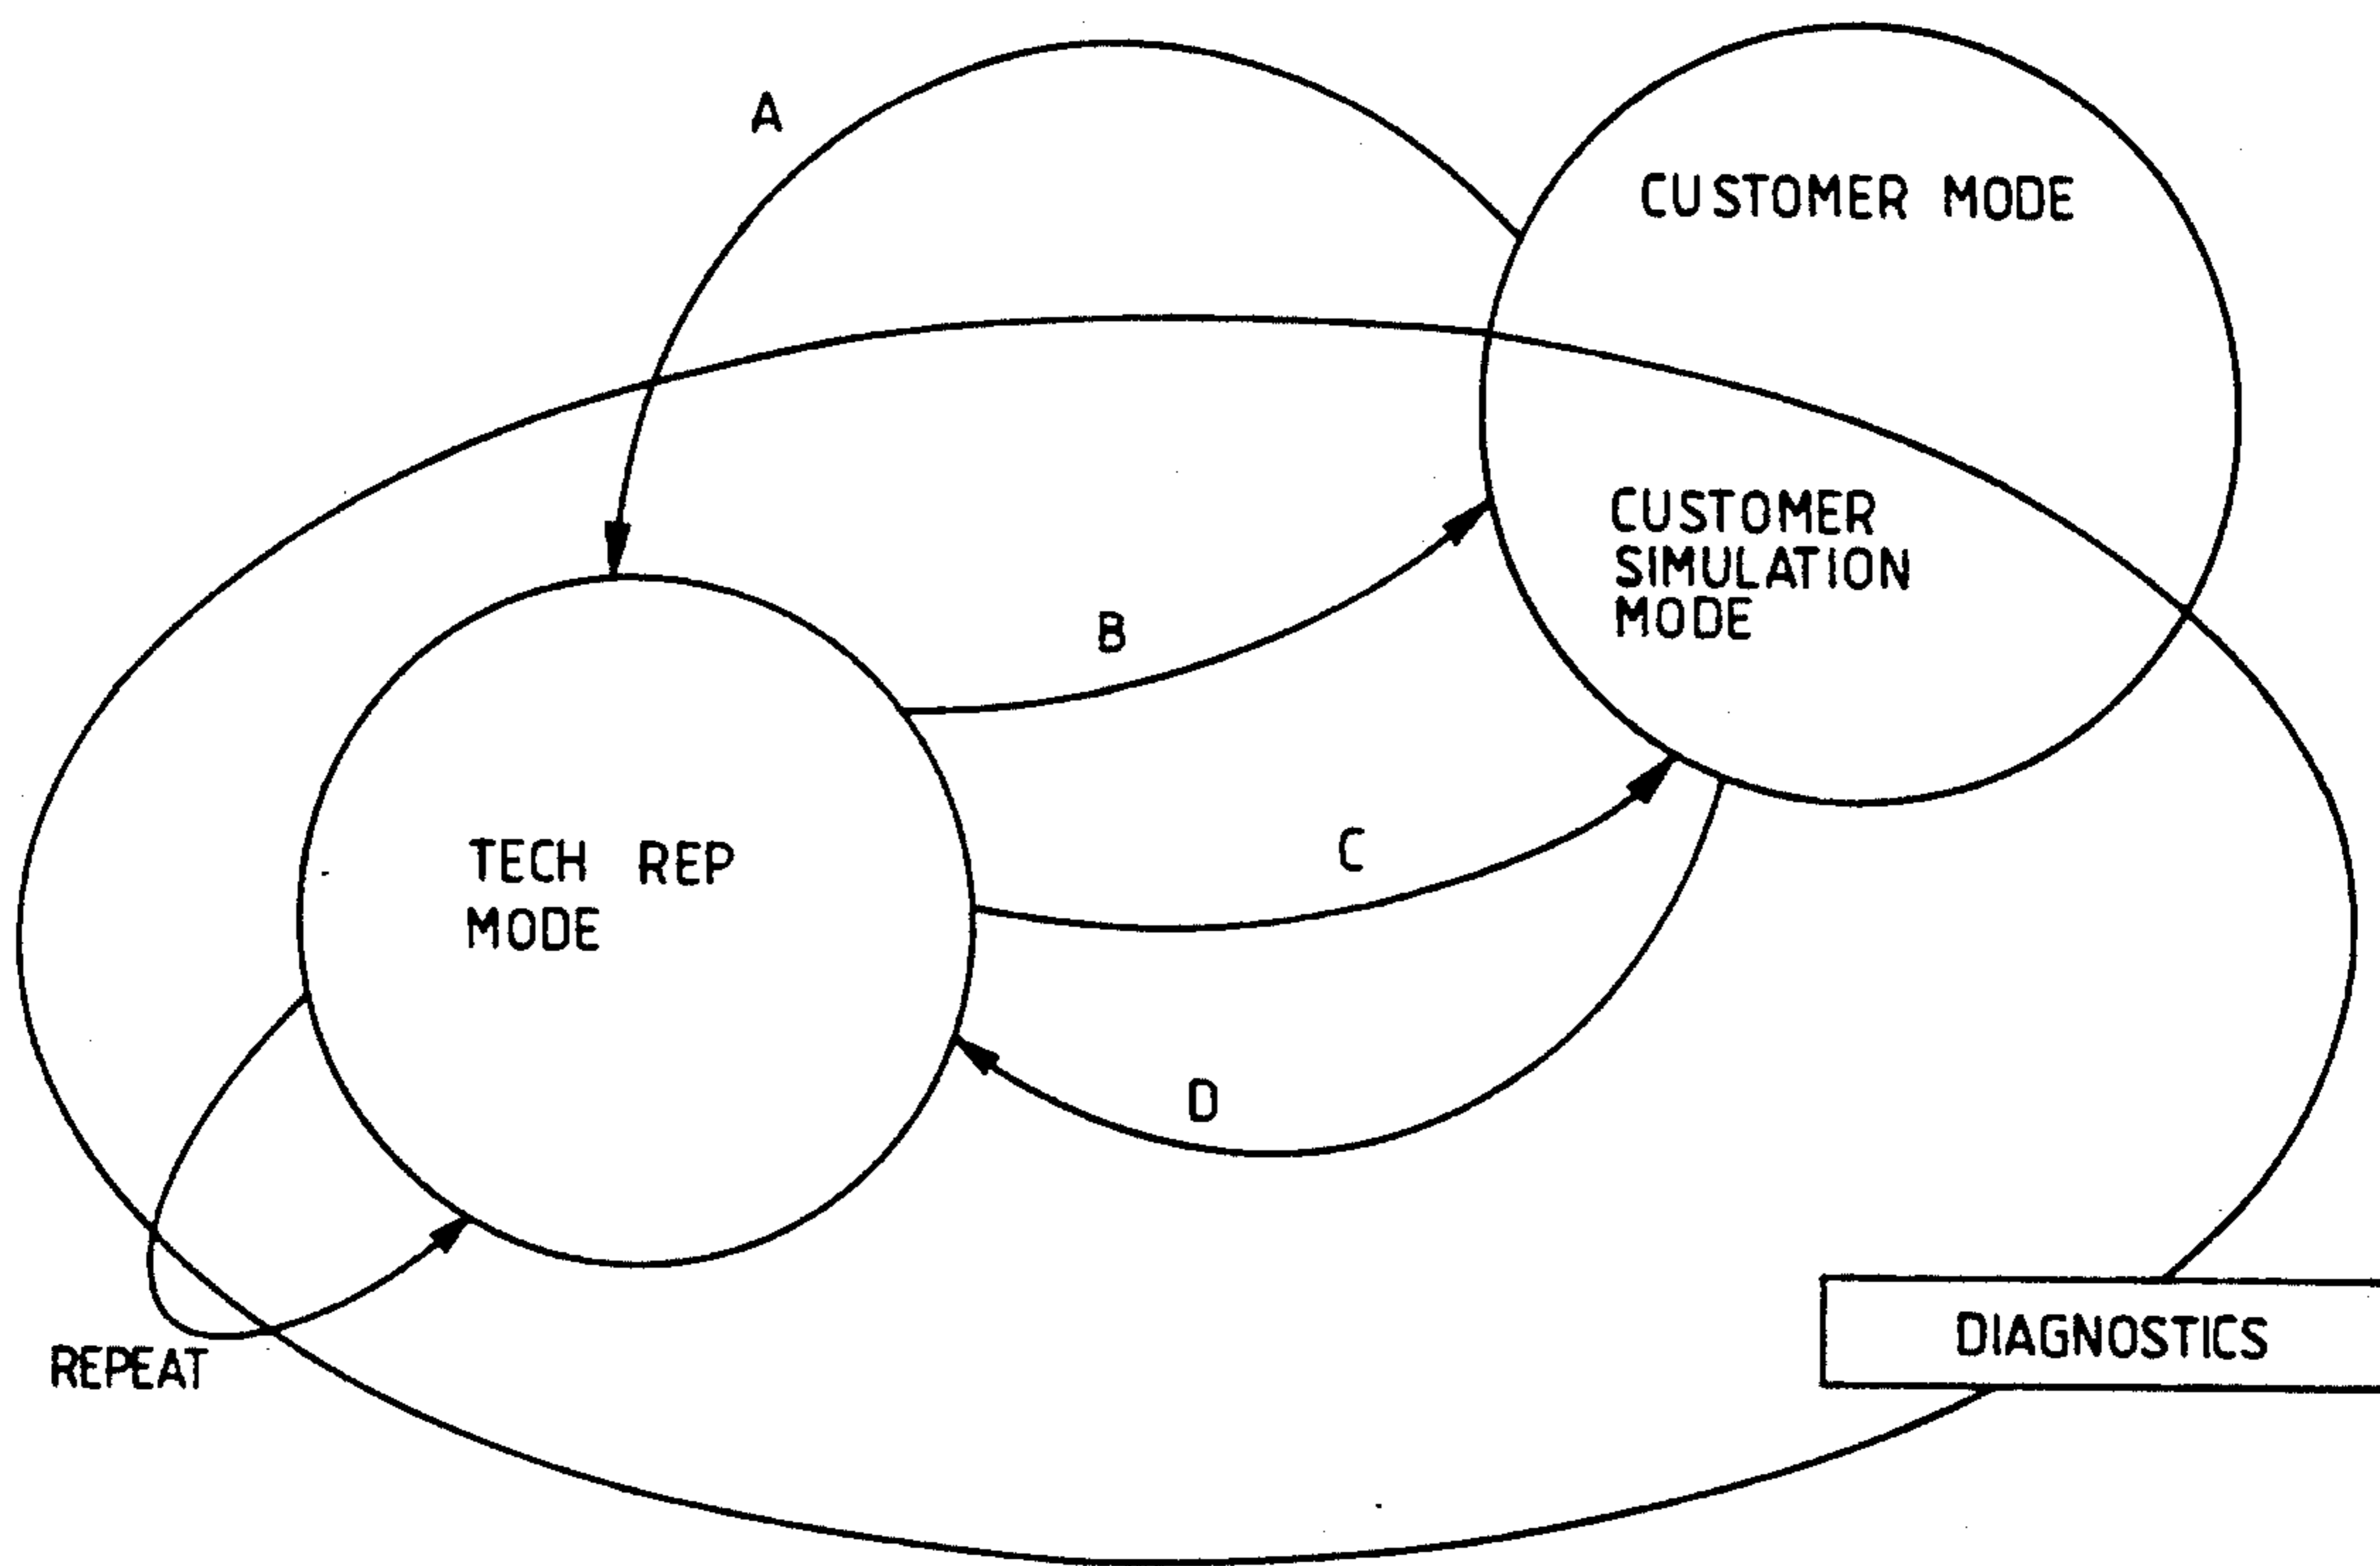 A
CUSTOMER MODE
CUSTOMER
SIMULATION
MODE
B
TECH REP
MODE
C
D
REPEAT
DIAGNOSTICS